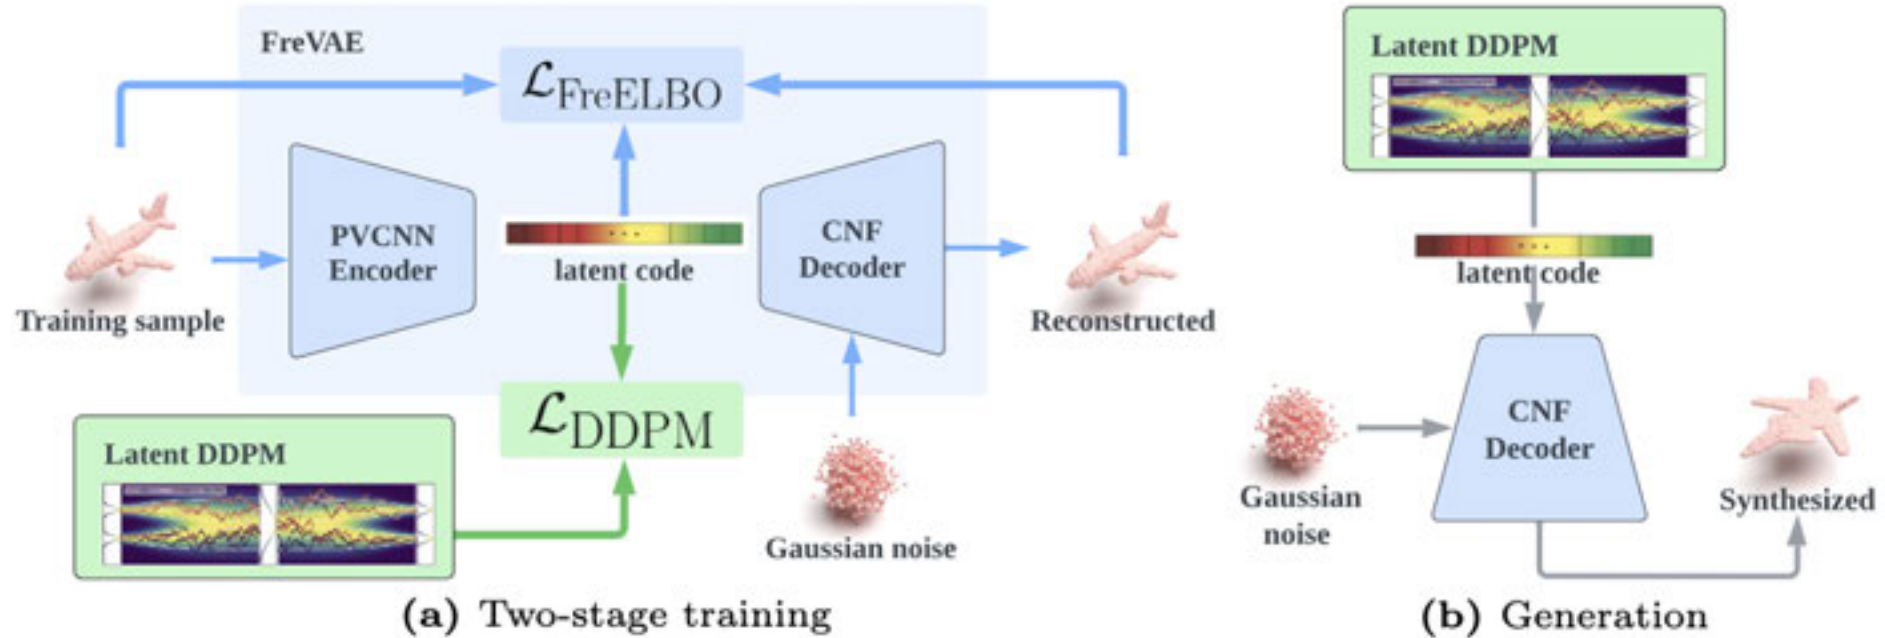 FreVAE
ℒFreELBO
PVCNN
Encoder
latent code
CNF
Decoder
Training sample
Reconstructed
ℒDDPM
Latent DDPM
Gaussian noise
(a) Two-stage training
Latent DDPM
latent code
CNF
Decoder
Gaussian
noise
Synthesized
(b) Generation